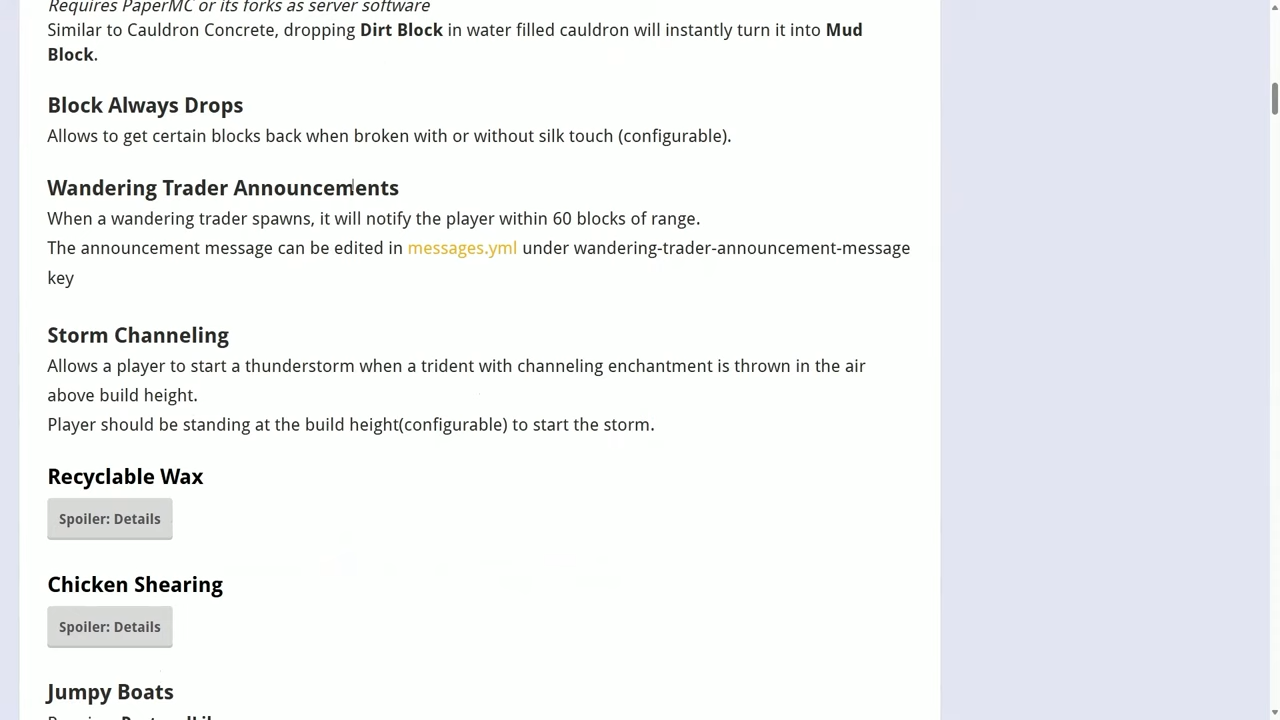 Requires PaperMC or its forks as server software
Similar to Cauldron Concrete, dropping Dirt Block in water filled cauldron will instantly turn it into Mud
Block.
Block Always Drops
Allows to get certain blocks back when broken with or without silk touch (configurable).
Wandering Trader Announcements
When a wandering trader spawns, it will notify the player within 60 blocks of range.
The announcement message can be edited in messages.yml under wandering-trader-announcement-message
key
Storm Channeling
Allows a player to start a thunderstorm when a trident with channeling enchantment is thrown in the air
above build height.
Player should be standing at the build height(configurable) to start the storm.
Recyclable Wax
Spoiler: Details
Chicken Shearing
Spoiler: Details
Jumpy Boats